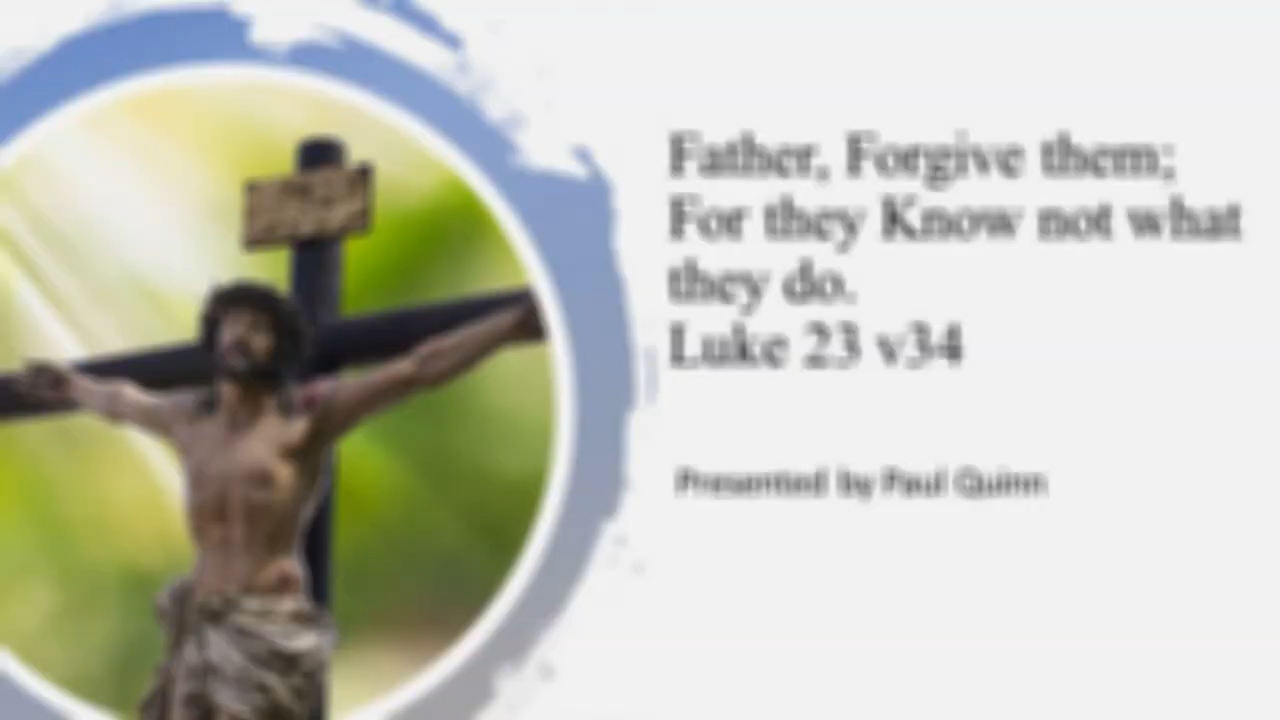 Father, Forgive them;
For they Know not what
they do.
Luke 23 v34
Presented by Paul Quinn